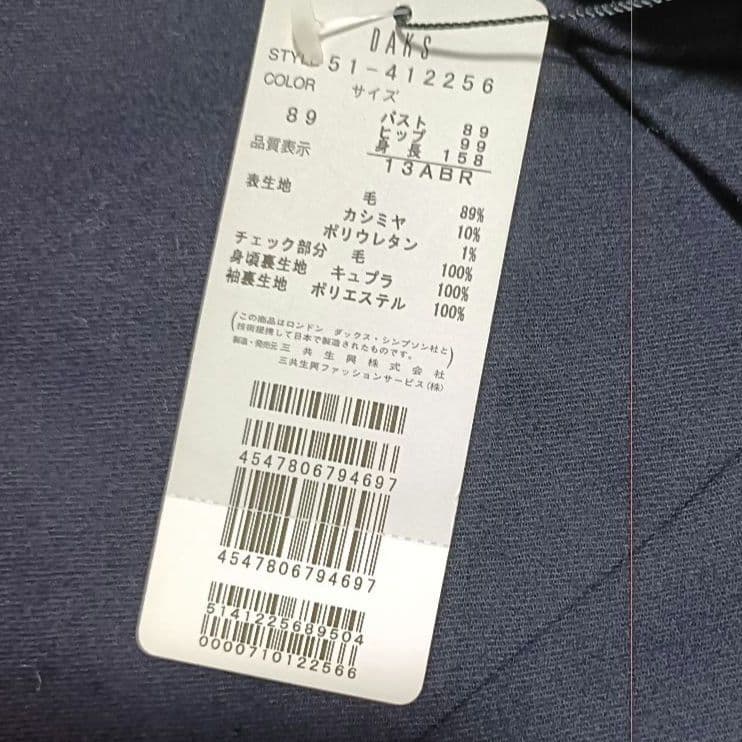 DAKS
STYLE 51-412256
COLOR サイズ
89
バスト 89
ヒップ 99
身長 158
13ABR
品質表示
表生地 毛 89%
カシミヤ 10%
ポリウレタン 1%
チェック部分 毛 100%
身頃裏生地 キュプラ 100%
袖裏生地 ポリエステル 100%
(この商品はロンドン ダックス・シンプソン社と
技術提携して日本で製造されたものです。)
製造・発売元 三共生興株式会社
三共生興ファッションサービス(株)
4547806794697
4547806794697
5141225689504
0000710122566